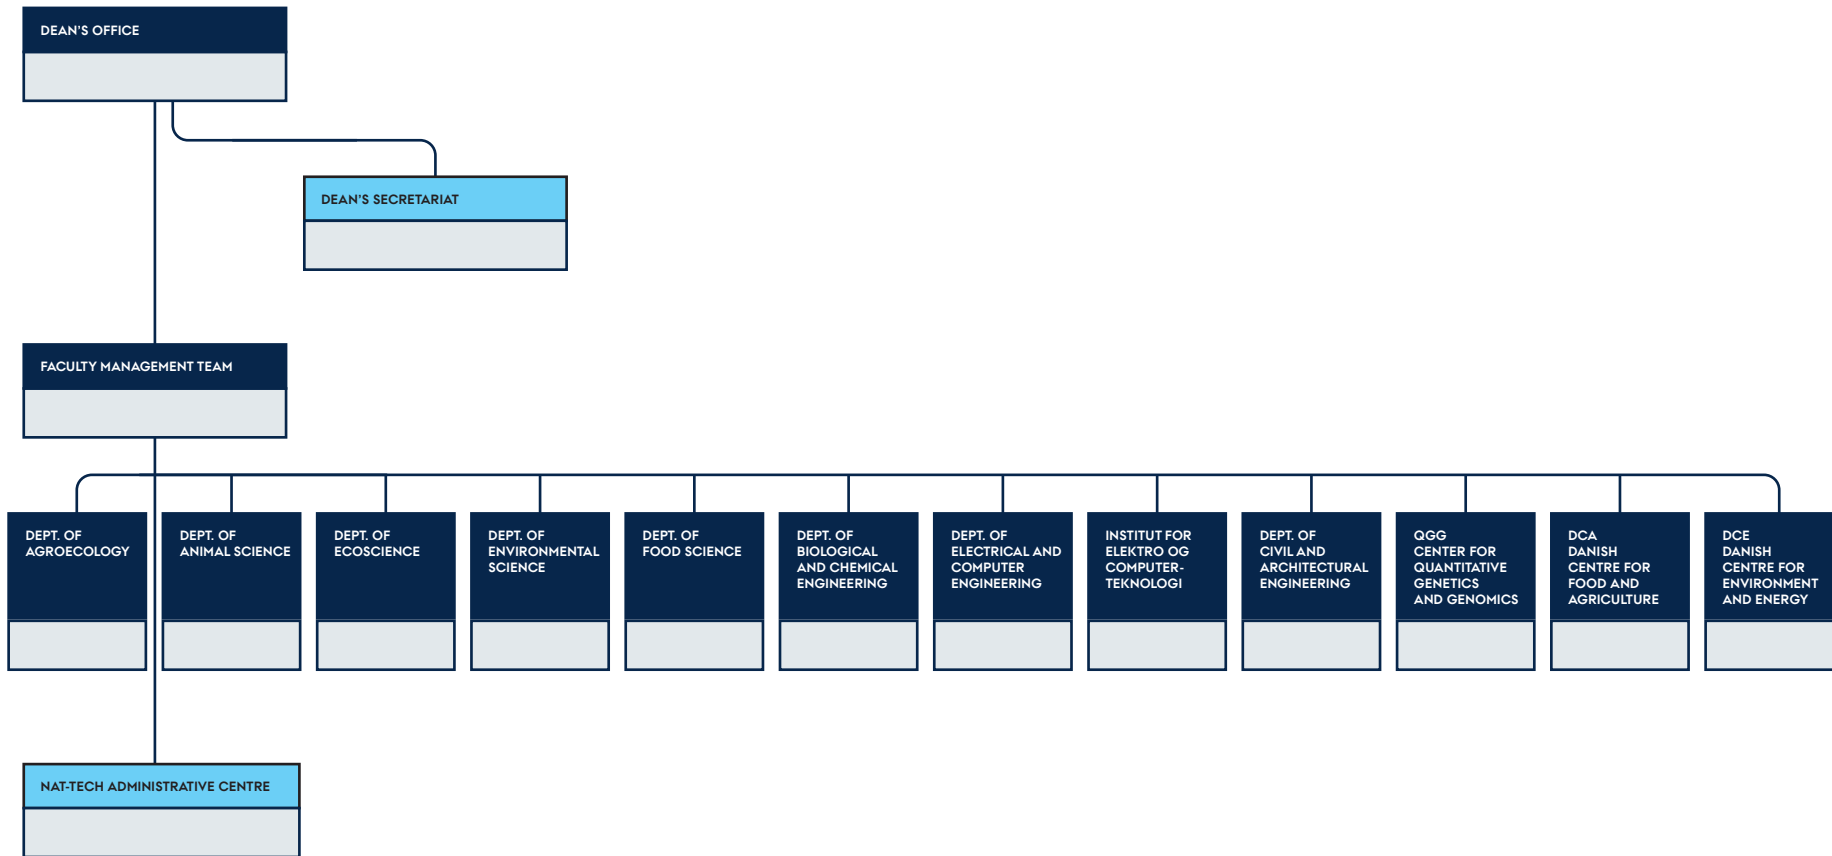 DEAN'S OFFICE
DEAN'S SECRETARIAT
FACULTY MANAGEMENT TEAM
DEPT. OF
AGROECOLOGY
DEPT. OF
ANIMAL SCIENCE
DEPT. OF
ECOSCIENCE
DEPT. OF
ENVIRONMENTAL
SCIENCE
DEPT. OF
FOOD SCIENCE
DEPT. OF
BIOLOGICAL
AND CHEMICAL
ENGINEERING
DEPT. OF
ELECTRICAL AND
COMPUTER
ENGINEERING
INSTITUT FOR
ELEKTRO OG
COMPUTER-
TEKNOLOGI
DEPT. OF
CIVIL AND
ARCHITECTURAL
ENGINEERING
QGG
CENTER FOR
QUANTITATIVE
GENETICS
AND GENOMICS
DCA
DANISH
CENTRE FOR
FOOD AND
AGRICULTURE
DCE
DANISH
CENTRE FOR
ENVIRONMENT
AND ENERGY
NAT-TECH ADMINISTRATIVE CENTRE